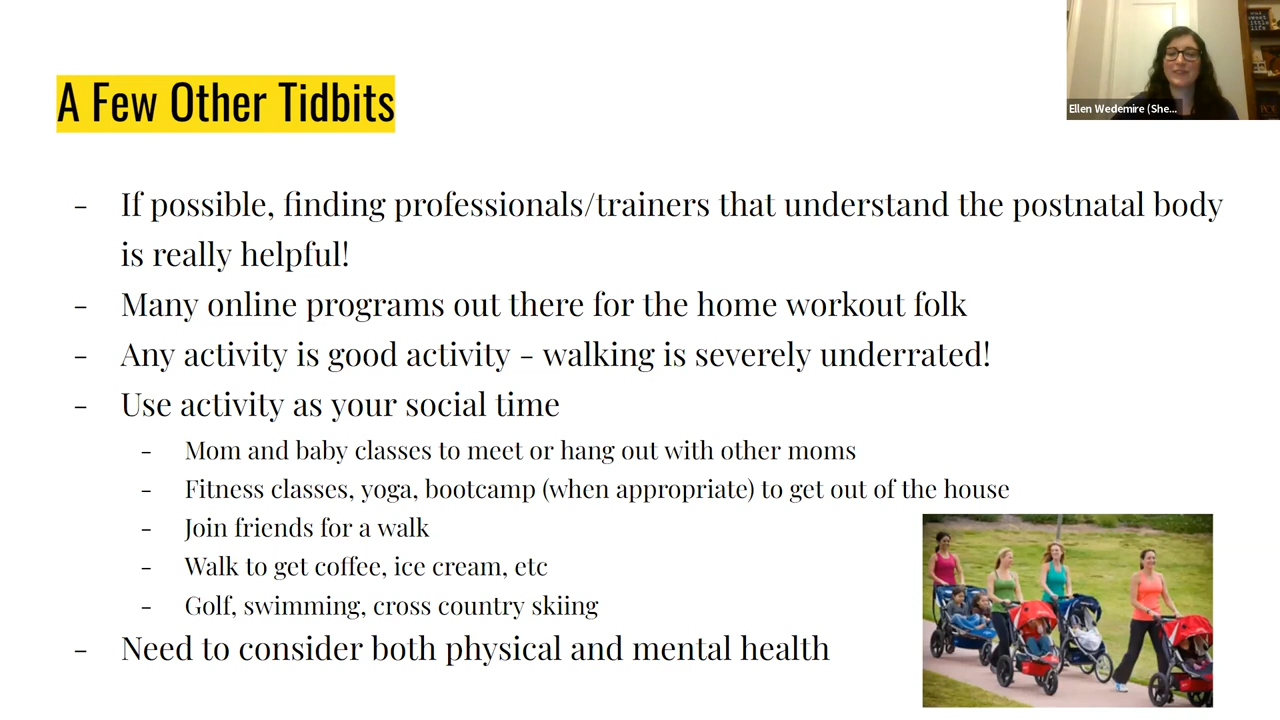 A Few Other Tidbits
Ellen Wedemire (She...
- If possible, finding professionals/trainers that understand the postnatal body
is really helpful!
- Many online programs out there for the home workout folk
- Any activity is good activity - walking is severely underrated!
- Use activity as your social time
- Mom and baby classes to meet or hang out with other moms
- Fitness classes, yoga, bootcamp (when appropriate) to get out of the house
- Join friends for a walk
- Walk to get coffee, ice cream, etc
- Golf, swimming, cross country skiing
- Need to consider both physical and mental health